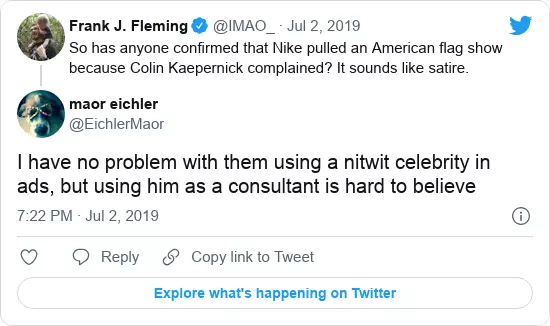 Frank J. Fleming @IMAO_ · Jul 2, 2019
So has anyone confirmed that Nike pulled an American flag show
because Colin Kaepernick complained? It sounds like satire.
maor eichler
@EichlerMaor
I have no problem with them using a nitwit celebrity in
ads, but using him as a consultant is hard to believe
7:22 PM · Jul 2, 2019
Reply
Copy link to Tweet
Explore what's happening on Twitter